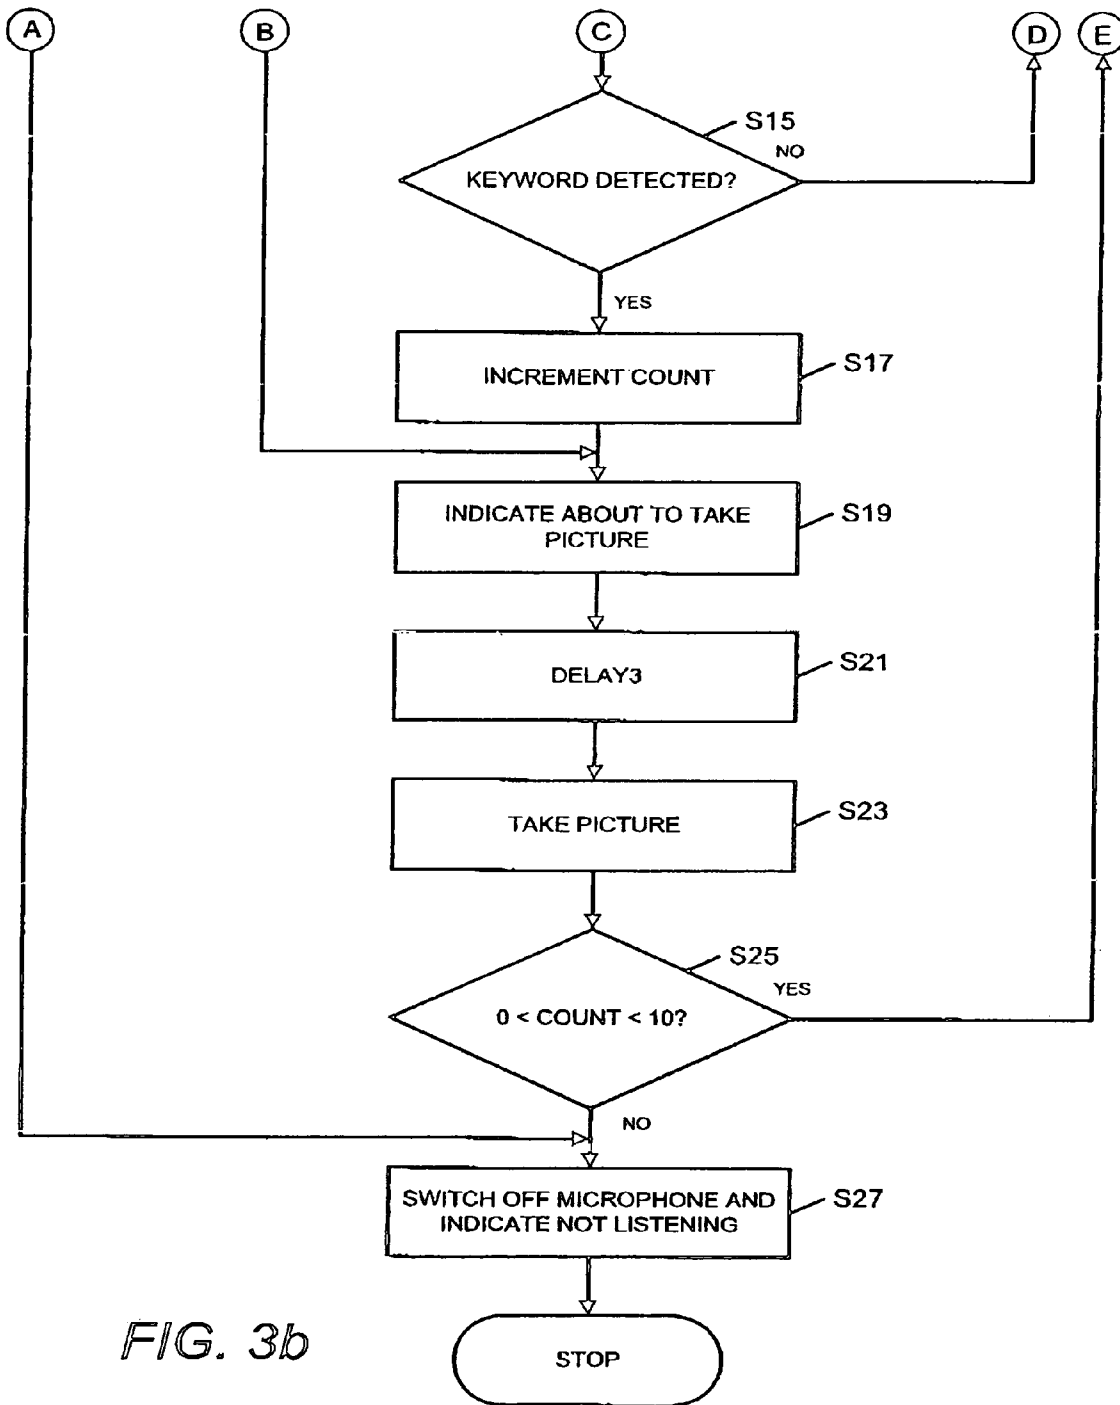 A
B
C
D
E
S15
NO
KEYWORD DETECTED?
YES
S17
INCREMENT COUNT
S19
INDICATE ABOUT TO TAKE
PICTURE
S21
DELAY3
S23
TAKE PICTURE
S25
YES
0 < COUNT < 10?
NO
S27
SWITCH OFF MICROPHONE AND
INDICATE NOT LISTENING
STOP
FIG. 3b